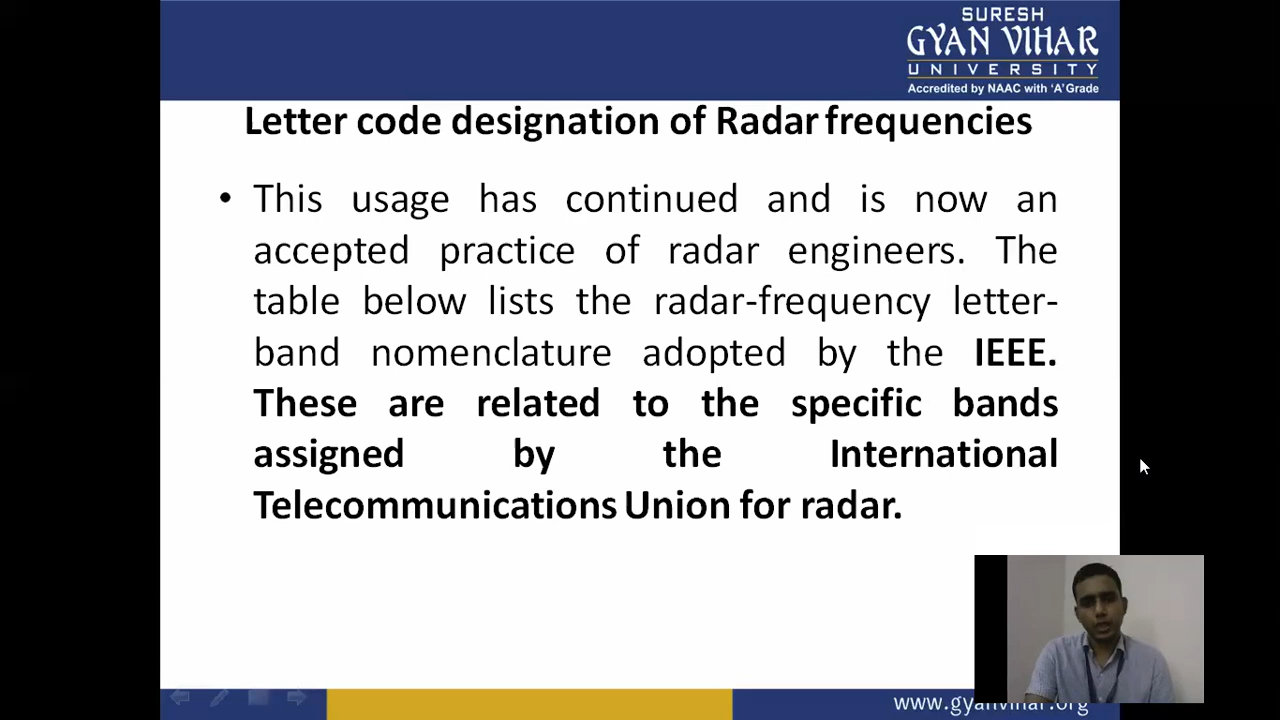 SURESH
GYAN VIHAR
UNIVERSITY
Accredited by NAAC with 'A' Grade
Letter code designation of Radar frequencies
• This usage has continued and is now an
accepted practice of radar engineers. The
table below lists the radar-frequency letter-
band nomenclature adopted by the IEEE.
These are related to the specific bands
assigned by the International
Telecommunications Union for radar.
www.gyanvihar.org